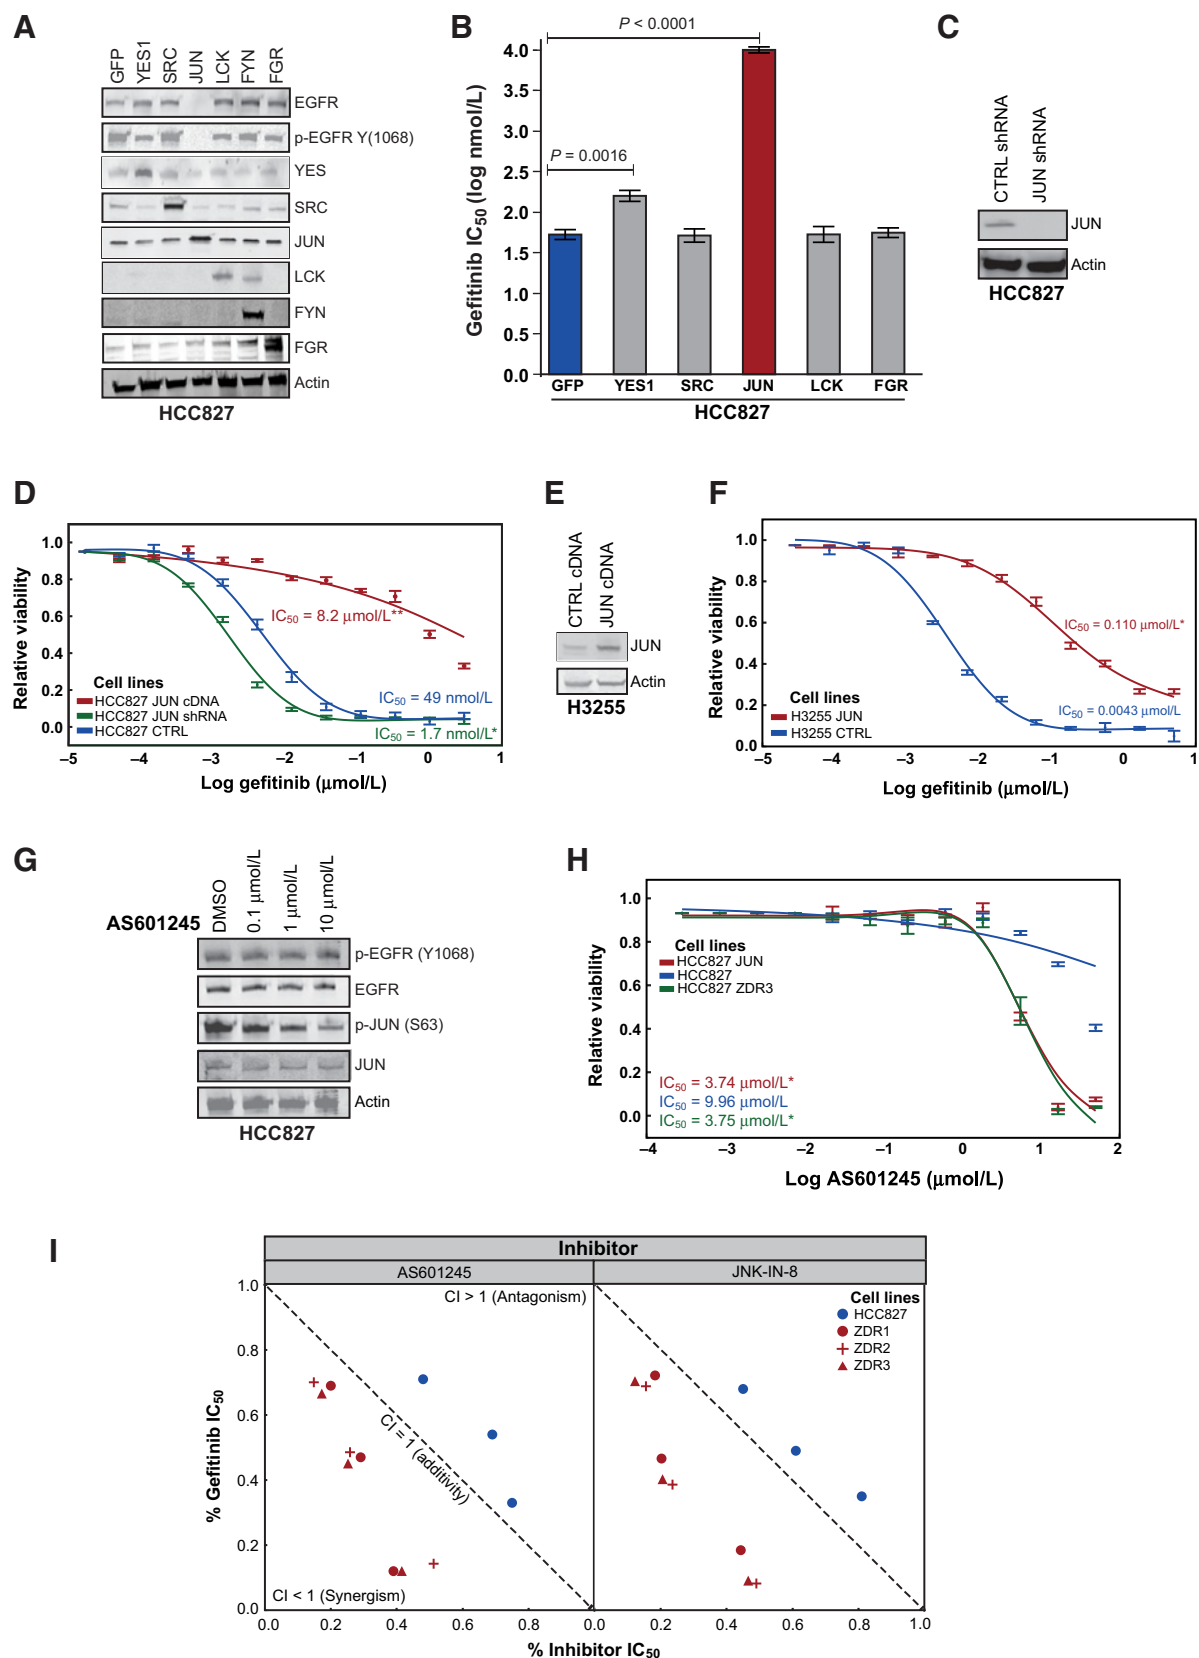 A
GFP
YES1
SRC
JUN
LCK
FYN
FGR
EGFR
p-EGFR Y(1068)
YES
SRC
JUN
LCK
FYN
FGR
Actin
HCC827
B
P < 0.0001
P = 0.0016
Gefitinib IC50 (log nmol/L)
4.0
3.5
3.0
2.5
2.0
1.5
1.0
0.5
0.0
GFP YES1 SRC JUN LCK FGR
HCC827
C
CTRL shRNA
JUN shRNA
JUN
Actin
HCC827
D
Relative viability
1.0
0.8
0.6
0.4
0.2
0.0
IC50 = 8.2 μmol/L**
IC50 = 49 nmol/L
IC50 = 1.7 nmol/L*
Cell lines
HCC827 JUN cDNA
HCC827 JUN shRNA
HCC827 CTRL
–5 –4 –3 –2 –1 0 1
Log gefitinib (μmol/L)
E
CTRL cDNA
JUN cDNA
JUN
Actin
H3255
F
Relative viability
1.0
0.8
0.6
0.4
0.2
0.0
IC50 = 0.110 μmol/L*
IC50 = 0.0043 μmol/L
Cell lines
H3255 JUN
H3255 CTRL
–5 –4 –3 –2 –1 0 1
Log gefitinib (μmol/L)
G
AS601245
DMSO
0.1 μmol/L
1 μmol/L
10 μmol/L
p-EGFR (Y1068)
EGFR
p-JUN (S63)
JUN
Actin
HCC827
H
Relative viability
1.0
0.8
0.6
0.4
0.2
0.0
Cell lines
HCC827 JUN
HCC827
HCC827 ZDR3
IC50 = 3.74 μmol/L*
IC50 = 9.96 μmol/L
IC50 = 3.75 μmol/L*
–4 –3 –2 –1 0 1 2
Log AS601245 (μmol/L)
I
Inhibitor
AS601245 JNK-IN-8
% Gefitinib IC50
1.0
0.8
0.6
0.4
0.2
0.0
CI > 1 (Antagonism)
CI = 1 (additivity)
CI < 1 (Synergism)
Cell lines
HCC827
ZDR1
ZDR2
ZDR3
0.0 0.2 0.4 0.6 0.8 0.0 0.2 0.4 0.6 0.8 1.0
% Inhibitor IC50